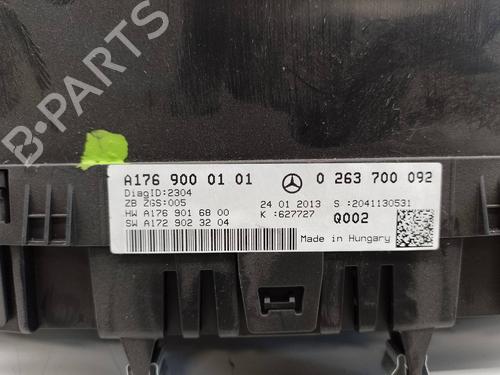 B-PARTS
A176 900 01 01 0 263 700 092
DiagID:2304
ZB ZGS:005 24 01 2013 S :2041130531
HW A176 901 68 00 K :627727 Q002
SW A172 902 32 04
Made in Hungary